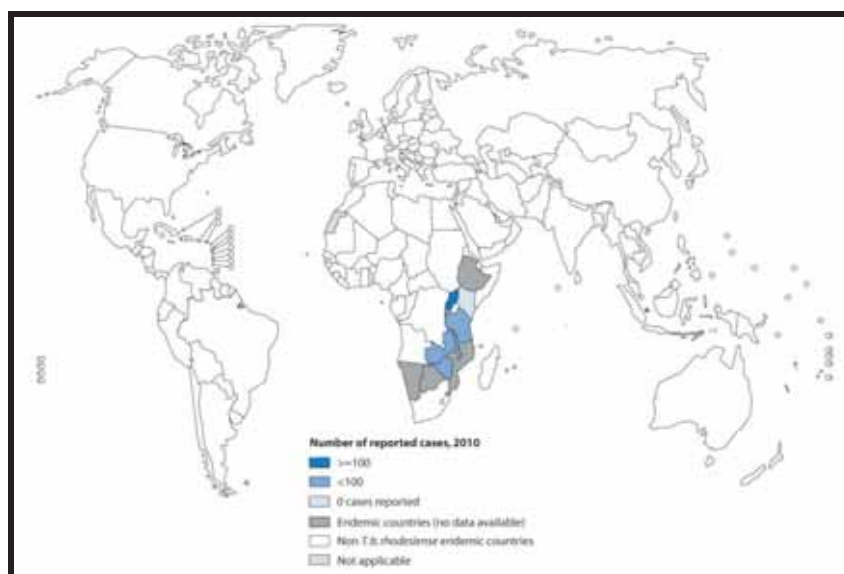 Number of reported cases, 2010
>=100
<100
0 cases reported
Endemic countries (no data available)
Non T.b. rhodesiense endemic countries
Not applicable